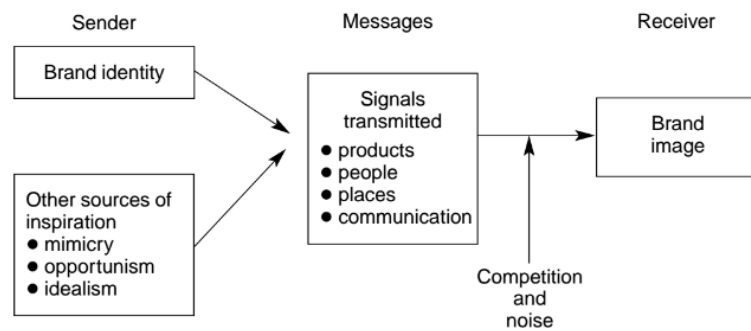 Sender
Messages
Receiver
Brand identity
Other sources of
inspiration
● mimicry
● opportunism
● idealism
Signals
transmitted
● products
● people
● places
● communication
Competition
and
noise
Brand
image